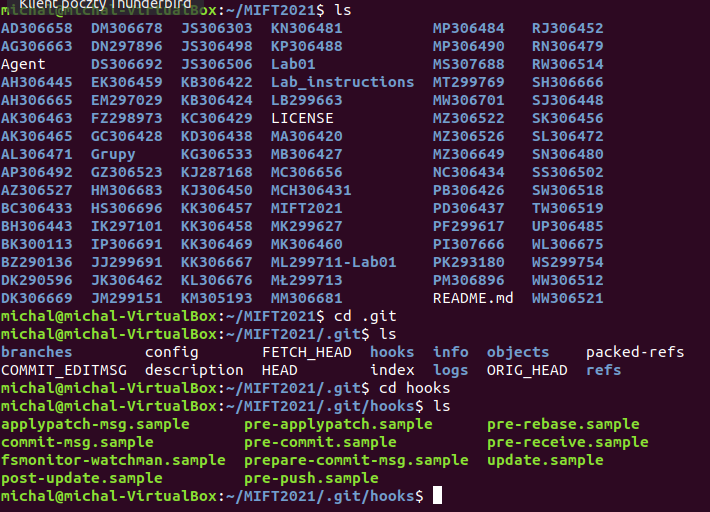 Klient poczty Thunderbird
michal@michal-VirtualBox:~/MIFT2021$ ls
AD306658 DM306678 JS306303 KN306481 MP306484 RJ306452
AG306663 DN297896 JS306498 KP306488 MP306490 RN306479
Agent DS306692 JS306506 Lab01 MS307688 RW306514
AH306445 EK306459 KB306422 Lab_instructions MT299769 SH306666
AH306665 EM297029 KB306424 LB299663 MW306701 SJ306448
AK306463 FZ298973 KC306429 LICENSE MZ306522 SK306456
AK306465 GC306428 KD306438 MA306420 MZ306526 SL306472
AL306471 Grupy KG306533 MB306427 MZ306649 SN306480
AP306492 GZ306523 KJ287168 MC306656 NC306434 SS306502
AZ306527 HM306683 KJ306450 MCH306431 PB306426 SW306518
BC306433 HS306696 KK306457 MIFT2021 PD306437 TW306519
BH306443 IK297101 KK306458 MK299627 PF299617 UP306485
BK300113 IP306691 KK306469 MK306460 PI307666 WL306675
BZ290136 JJ299691 KK306667 ML299711-Lab01 PK293180 WS299754
DK290596 JK306462 KL306676 MŁ299713 PM306896 WW306512
DK306669 JM299151 KM305193 MM306681 README.md WW306521
michal@michal-VirtualBox:~/MIFT2021$ cd .git
michal@michal-VirtualBox:~/MIFT2021/.git$ ls
branches config FETCH_HEAD hooks info objects packed-refs
COMMIT_EDITMSG description HEAD index logs ORIG_HEAD refs
michal@michal-VirtualBox:~/MIFT2021/.git$ cd hooks
michal@michal-VirtualBox:~/MIFT2021/.git/hooks$ ls
applypatch-msg.sample pre-applypatch.sample pre-rebase.sample
commit-msg.sample pre-commit.sample pre-receive.sample
fsmonitor-watchman.sample prepare-commit-msg.sample update.sample
post-update.sample pre-push.sample
michal@michal-VirtualBox:~/MIFT2021/.git/hooks$